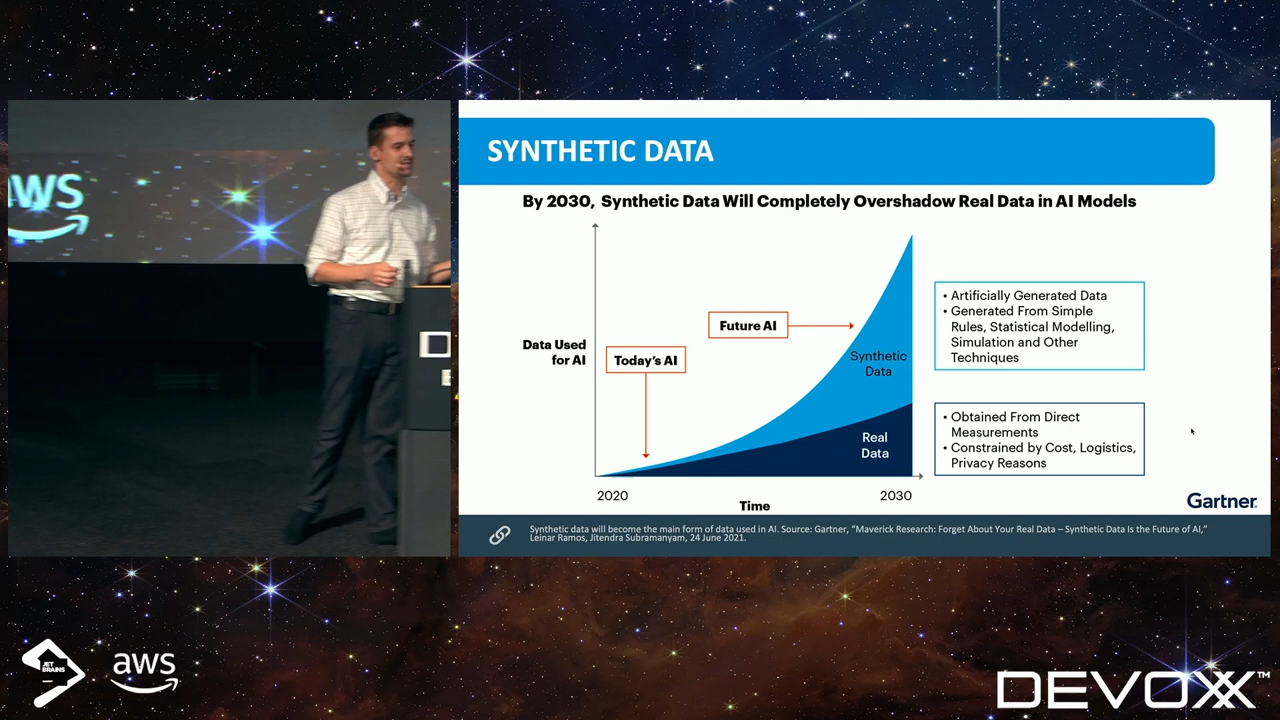 aws
SYNTHETIC DATA
By 2030, Synthetic Data Will Completely Overshadow Real Data in AI Models
Data Used
for AI
Today's AI
Future AI
Synthetic
Data
Real
Data
2020
2030
Time
• Artificially Generated Data
• Generated From Simple
Rules, Statistical Modelling,
Simulation and Other
Techniques
• Obtained From Direct
Measurements
• Constrained by Cost, Logistics,
Privacy Reasons
Gartner®
Synthetic data will become the main form of data used in AI. Source: Gartner, “Maverick Research: Forget About Your Real Data – Synthetic Data Is the Future of AI,”
Leinar Ramos, Jitendra Subramanyam, 24 June 2021.
JET
BRAINS
aws
DEVOXX™